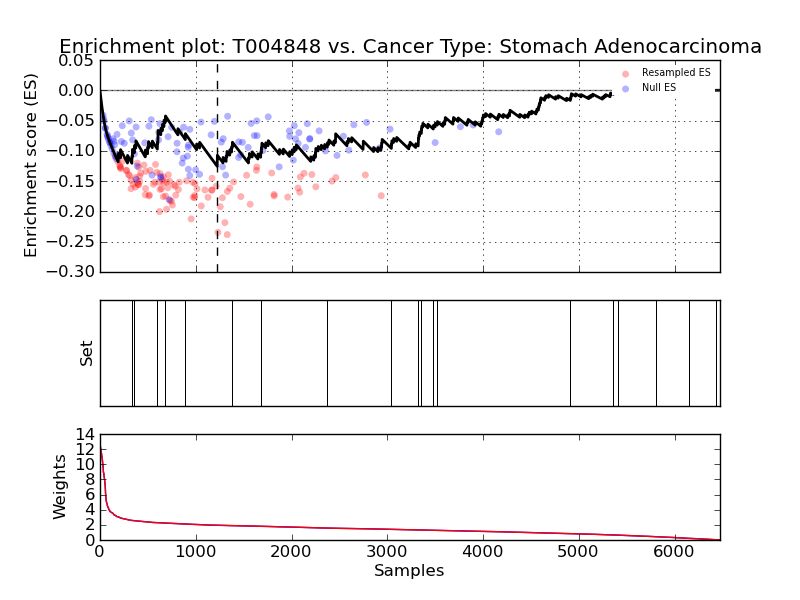 Enrichment plot: T004848 vs. Cancer Type: Stomach Adenocarcinoma
0.05
0.00
−0.05
−0.10
−0.15
−0.20
−0.25
−0.30
Enrichment score (ES)
Resampled ES
Null ES
Set
14
12
10
8
6
4
2
0
Weights
0 1000 2000 3000 4000 5000 6000
Samples